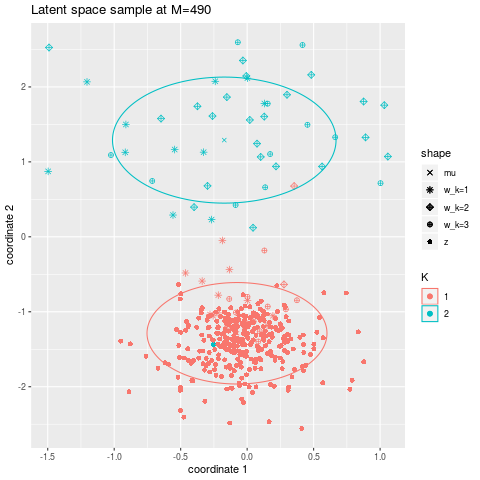 Latent space sample at M=490
coordinate 2
2
1
0
-1
-2
-1.5 -1.0 -0.5 0.0 0.5 1.0
coordinate 1
shape
mu
w_k=1
w_k=2
w_k=3
z
K
1
2